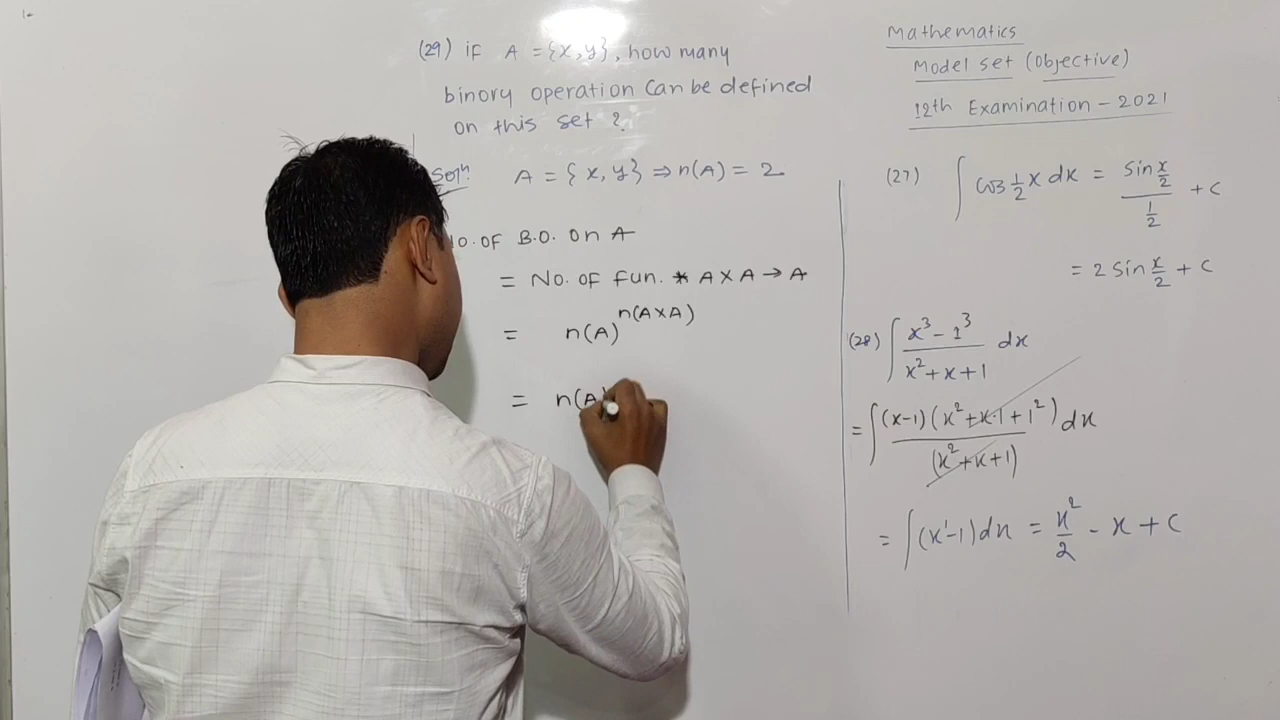 (29) if A = {x, y}, how many
binory operation can be defined
on this set ?
Solⁿ A = {x, y} ⇒ n(A) = 2
No. of B.O. on A
= No. of fun. * A × A → A
= n(A)^n(A×A)
= n(A)
Mathematics
Model set (objective)
12th Examination - 2021
(27) ∫ cos 1/2 x dx = (sin x/2)/(1/2) + c
= 2 sin x/2 + c
(28) ∫ (x³ - 1³)/(x² + x + 1) dx
= ∫ (x-1)(x² + x·1 + 1²)/(x² + x + 1) dx
= ∫ (x¹-1) dx = x²/2 - x + c